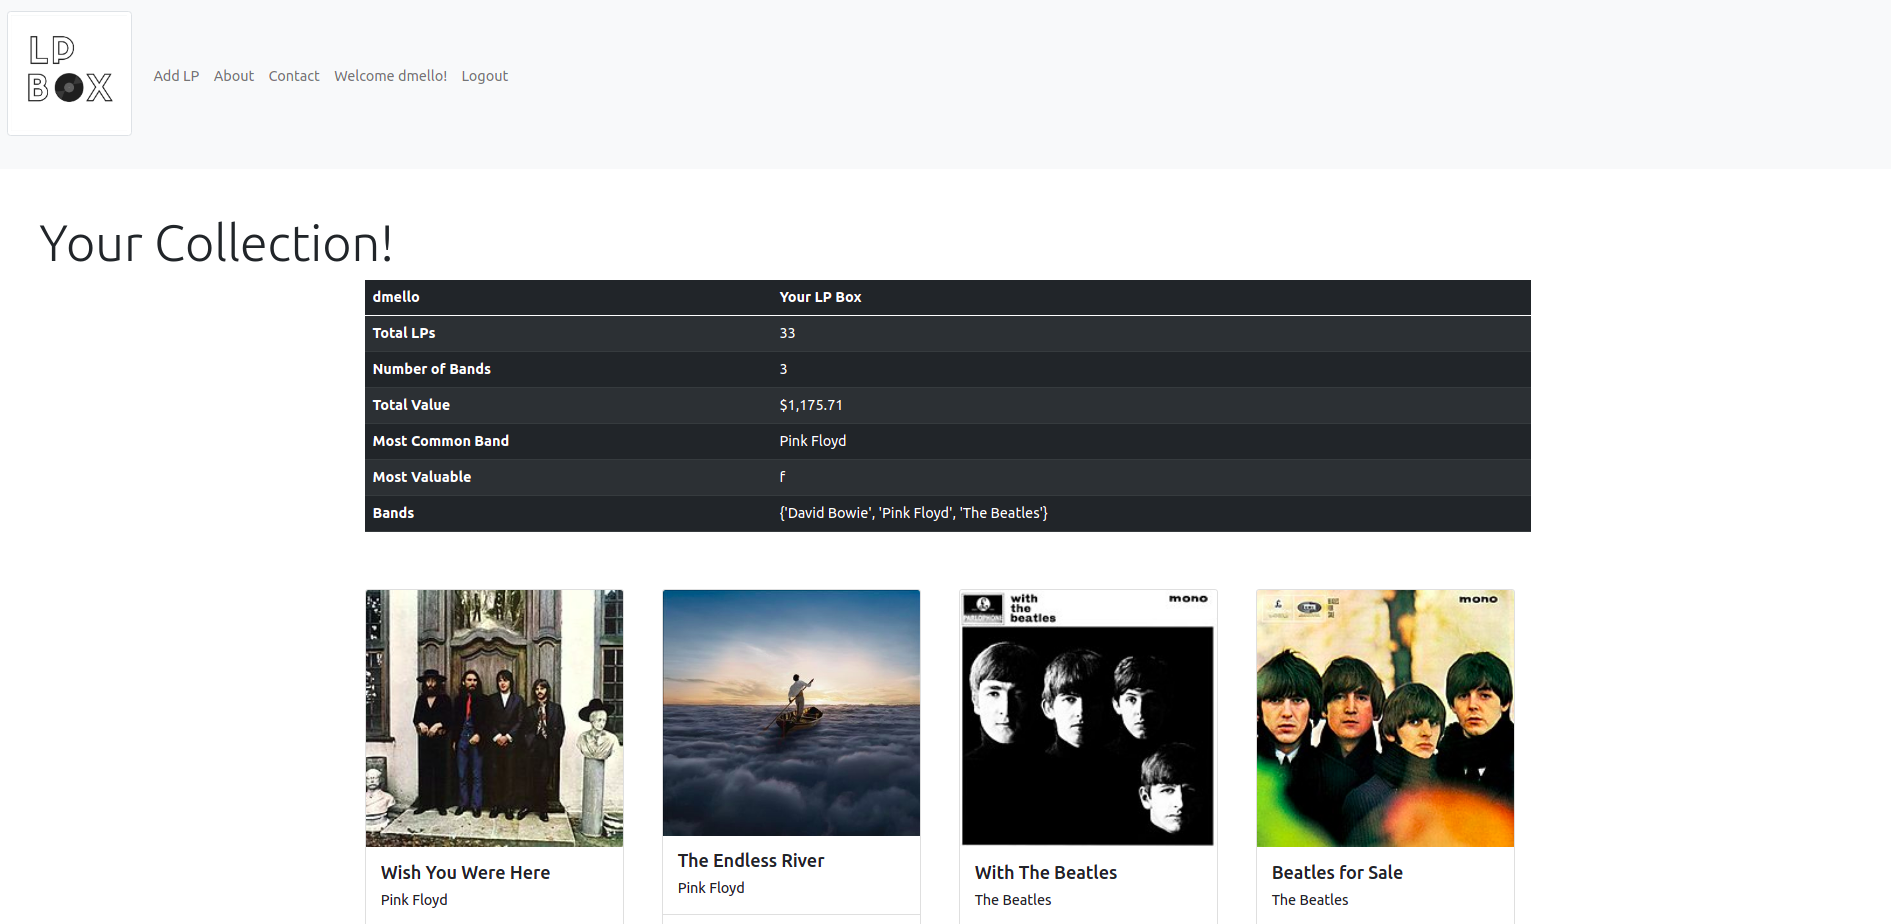 LP
BOX
Add LP About Contact Welcome dmello! Logout
Your Collection!
dmello Your LP Box
Total LPs 33
Number of Bands 3
Total Value $1,175.71
Most Common Band Pink Floyd
Most Valuable f
Bands {'David Bowie', 'Pink Floyd', 'The Beatles'}
with
the
beatles
mono
PARLOPHONE
mono
Wish You Were Here
Pink Floyd
The Endless River
Pink Floyd
With The Beatles
The Beatles
Beatles for Sale
The Beatles